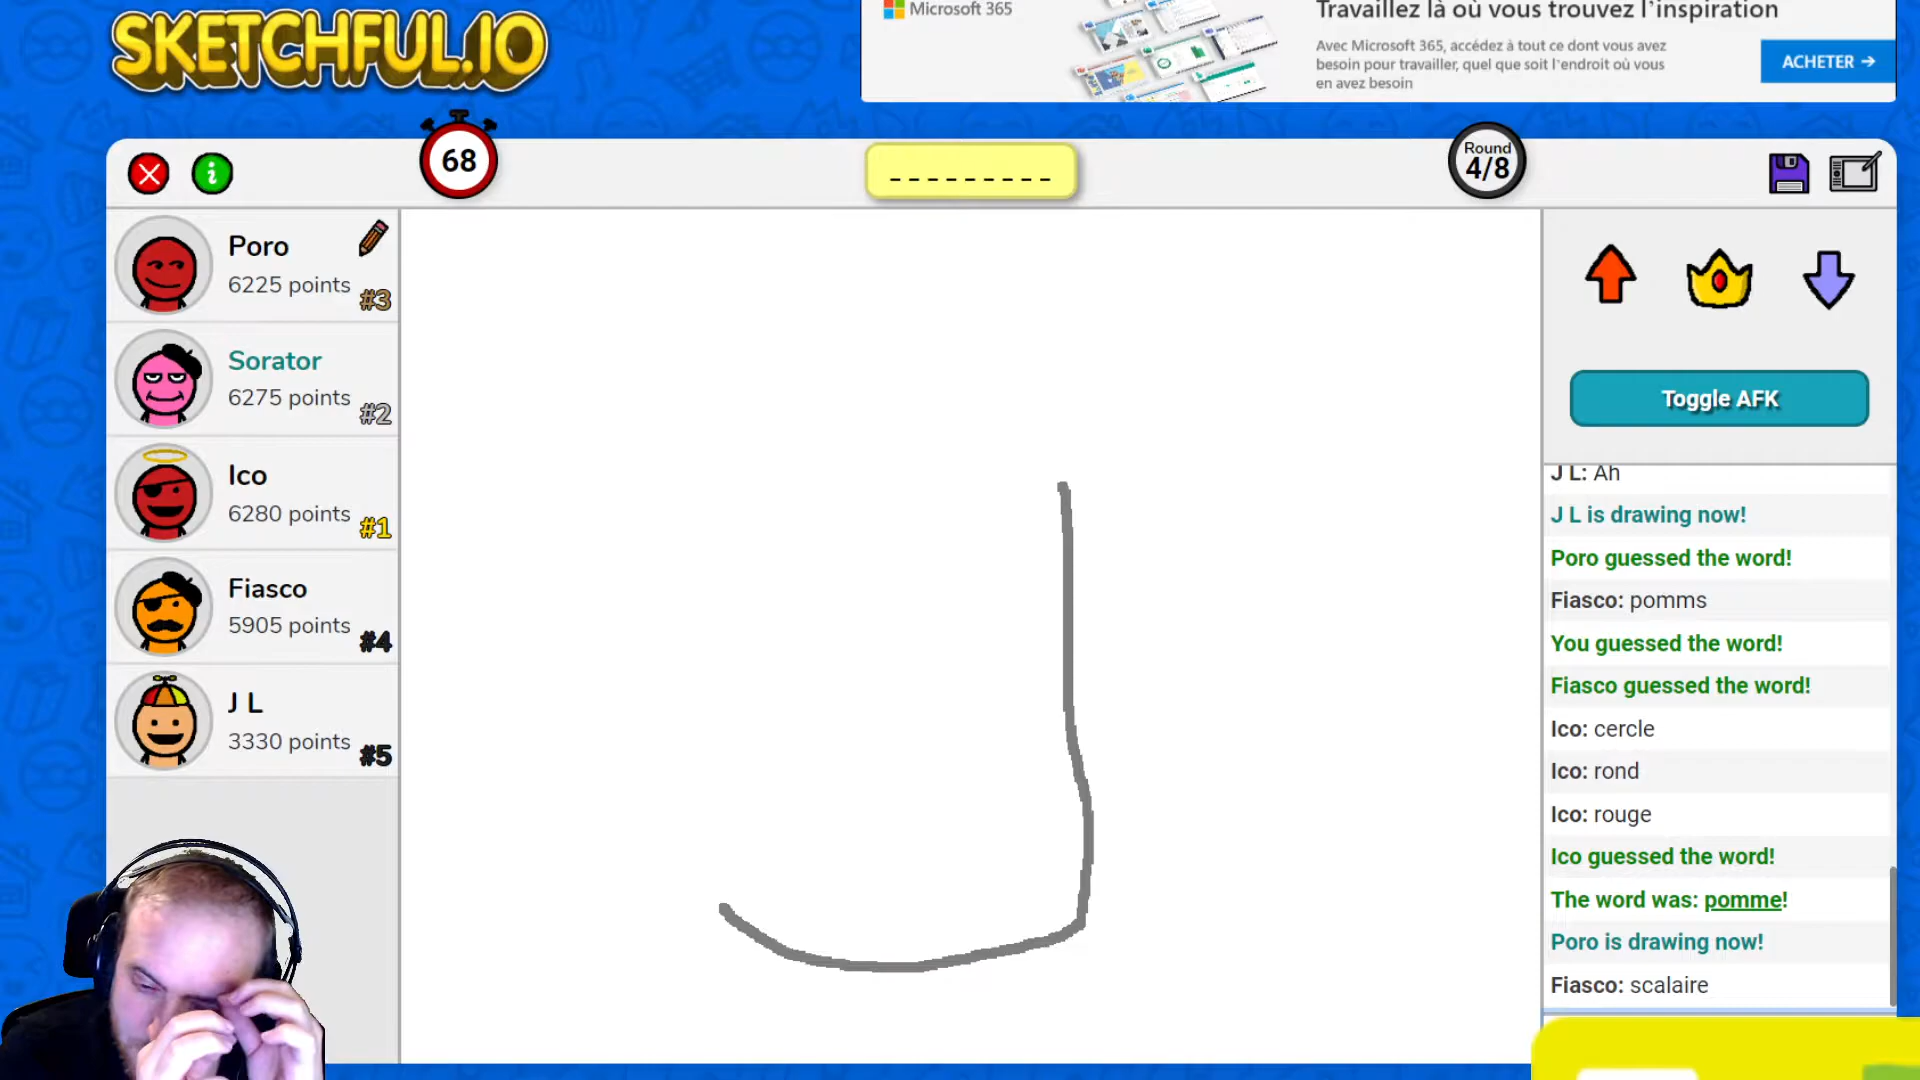 SKETCHFUL.IO
Microsoft 365
Travaillez là où vous trouvez l'inspiration
Avec Microsoft 365, accédez à tout ce dont vous avez
besoin pour travailler, quel que soit l'endroit où vous
en avez besoin
ACHETER →
68
_ _ _ _ _ _ _ _ _
Round
4/8
Poro
6225 points
#3
Sorator
6275 points
#2
Ico
6280 points
#1
Fiasco
5905 points
#4
J L
3330 points
#5
Toggle AFK
J L: Ah
J L is drawing now!
Poro guessed the word!
Fiasco: pomms
You guessed the word!
Fiasco guessed the word!
Ico: cercle
Ico: rond
Ico: rouge
Ico guessed the word!
The word was: pomme!
Poro is drawing now!
Fiasco: scalaire